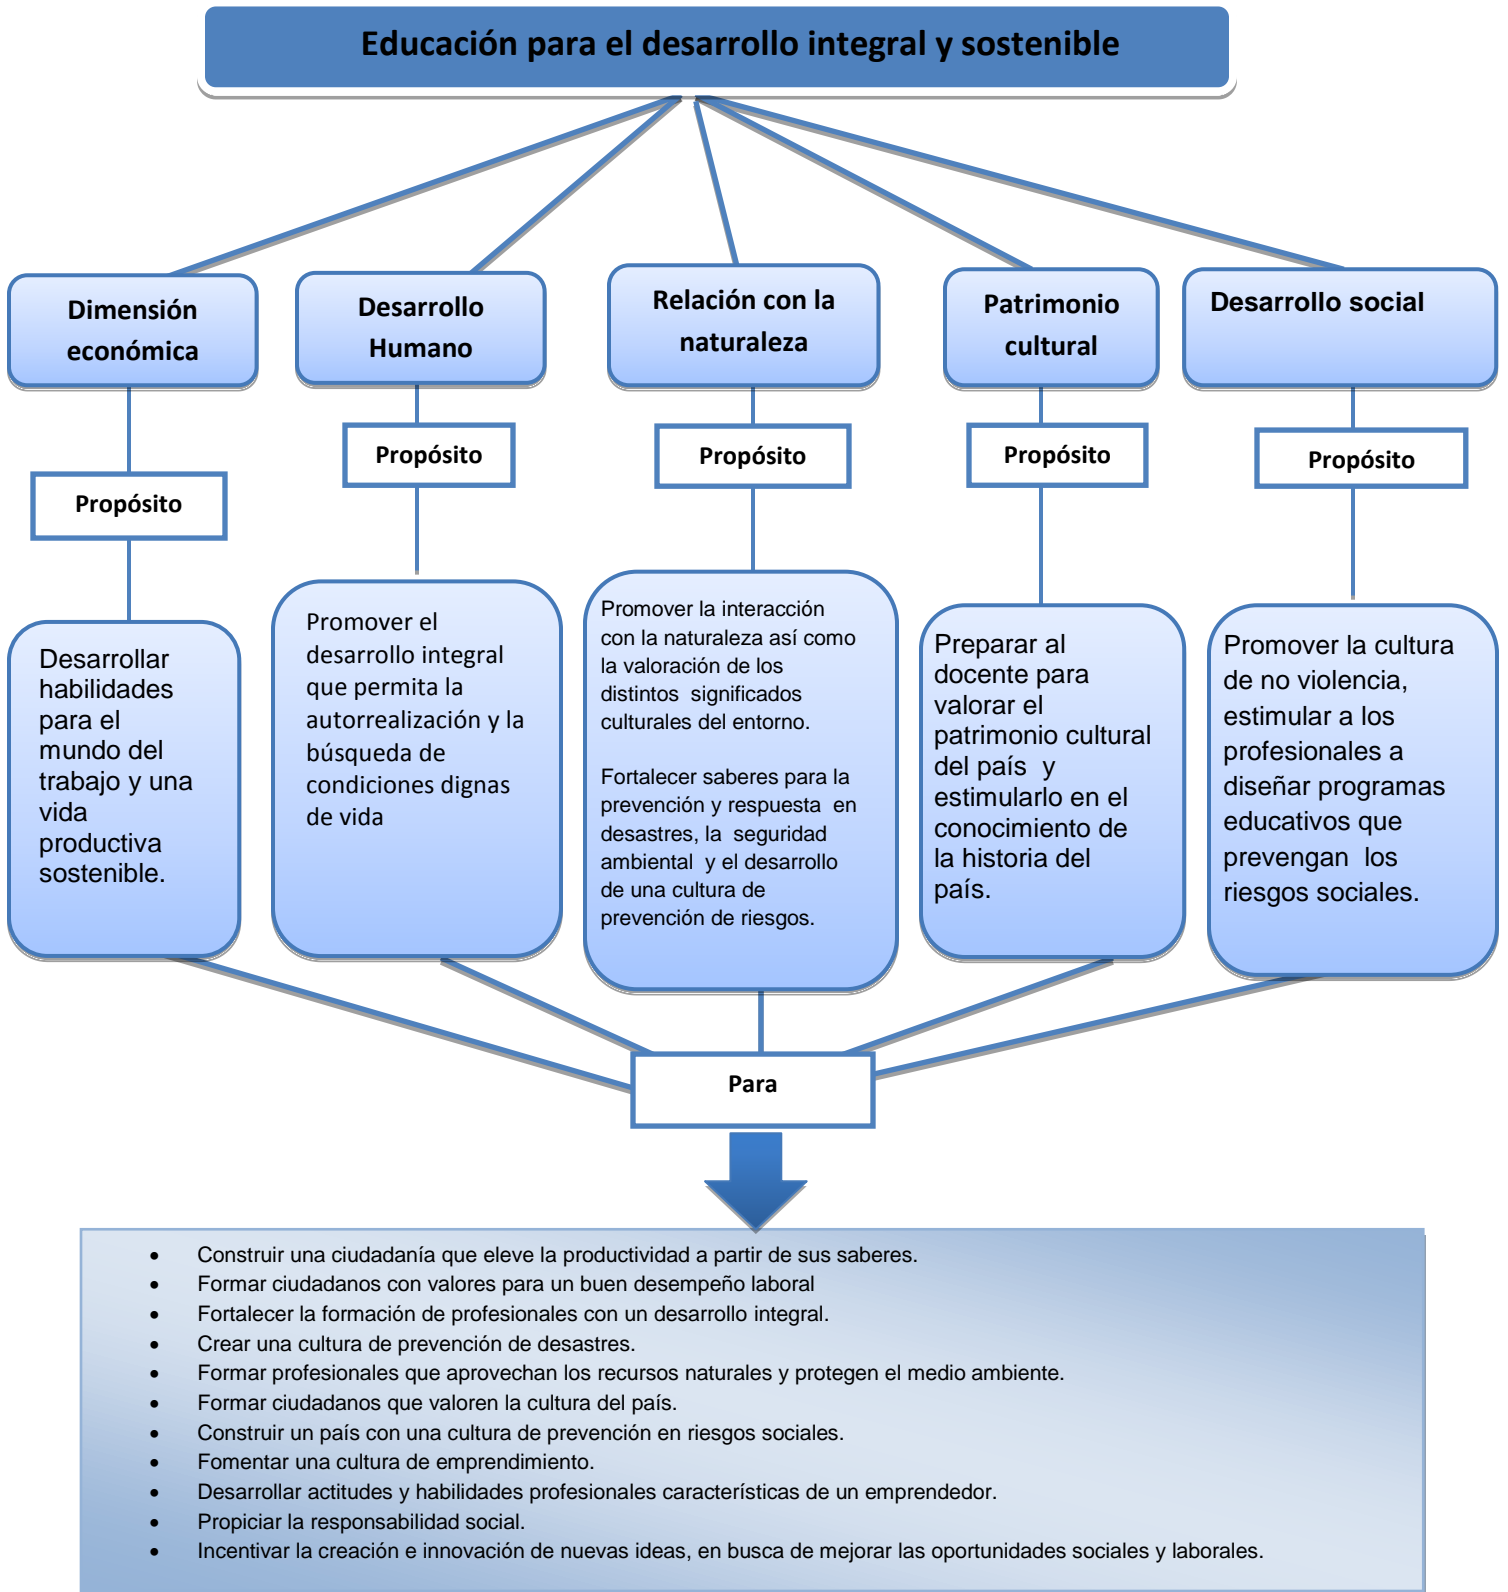 Educación para el desarrollo integral y sostenible
Dimensión
económica
Desarrollo
Humano
Relación con la
naturaleza
Patrimonio
cultural
Desarrollo social
Propósito
Propósito
Propósito
Propósito
Propósito
Desarrollar
habilidades
para el
mundo del
trabajo y una
vida
productiva
sostenible.
Promover el
desarrollo integral
que permita la
autorrealización y la
búsqueda de
condiciones dignas
de vida
Promover la interacción
con la naturaleza así como
la valoración de los
distintos significados
culturales del entorno.
Fortalecer saberes para la
prevención y respuesta en
desastres, la seguridad
ambiental y el desarrollo
de una cultura de
prevención de riesgos.
Preparar al
docente para
valorar el
patrimonio cultural
del país y
estimularlo en el
conocimiento de
la historia del
país.
Promover la cultura
de no violencia,
estimular a los
profesionales a
diseñar programas
educativos que
prevengan los
riesgos sociales.
Para
• Construir una ciudadanía que eleve la productividad a partir de sus saberes.
• Formar ciudadanos con valores para un buen desempeño laboral
• Fortalecer la formación de profesionales con un desarrollo integral.
• Crear una cultura de prevención de desastres.
• Formar profesionales que aprovechan los recursos naturales y protegen el medio ambiente.
• Formar ciudadanos que valoren la cultura del país.
• Construir un país con una cultura de prevención en riesgos sociales.
• Fomentar una cultura de emprendimiento.
• Desarrollar actitudes y habilidades profesionales características de un emprendedor.
• Propiciar la responsabilidad social.
• Incentivar la creación e innovación de nuevas ideas, en busca de mejorar las oportunidades sociales y laborales.